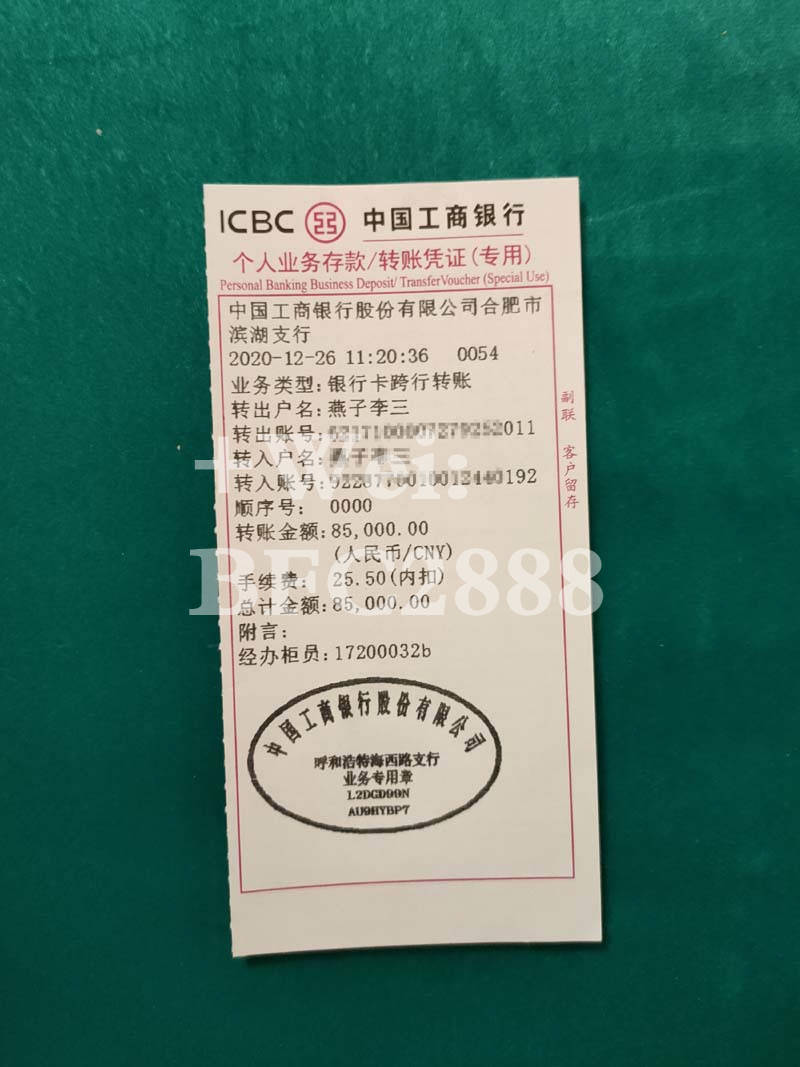 ICBC 中国工商银行
个人业务存款/转账凭证(专用)
Personal Banking Business Deposit/ TransferVoucher (Special Use)
中国工商银行股份有限公司合肥市
滨湖支行
2020-12-26 11:20:36 0054
业务类型:银行卡跨行转账
转出户名:燕子李三
转出账号: 2011
转入户名:
转入账号: 0192
顺序号: 0000
转账金额:85,000.00
(人民币/CNY)
手续费: 25.50(内扣)
总计金额:85,000.00
附言:
经办柜员:17200032b
副联 客户留存
中国工商银行股份有限公司
呼和浩特海西路支行
业务专用章
L2DGD99N
AU9HYBP7
+Wei:
BFCZ888